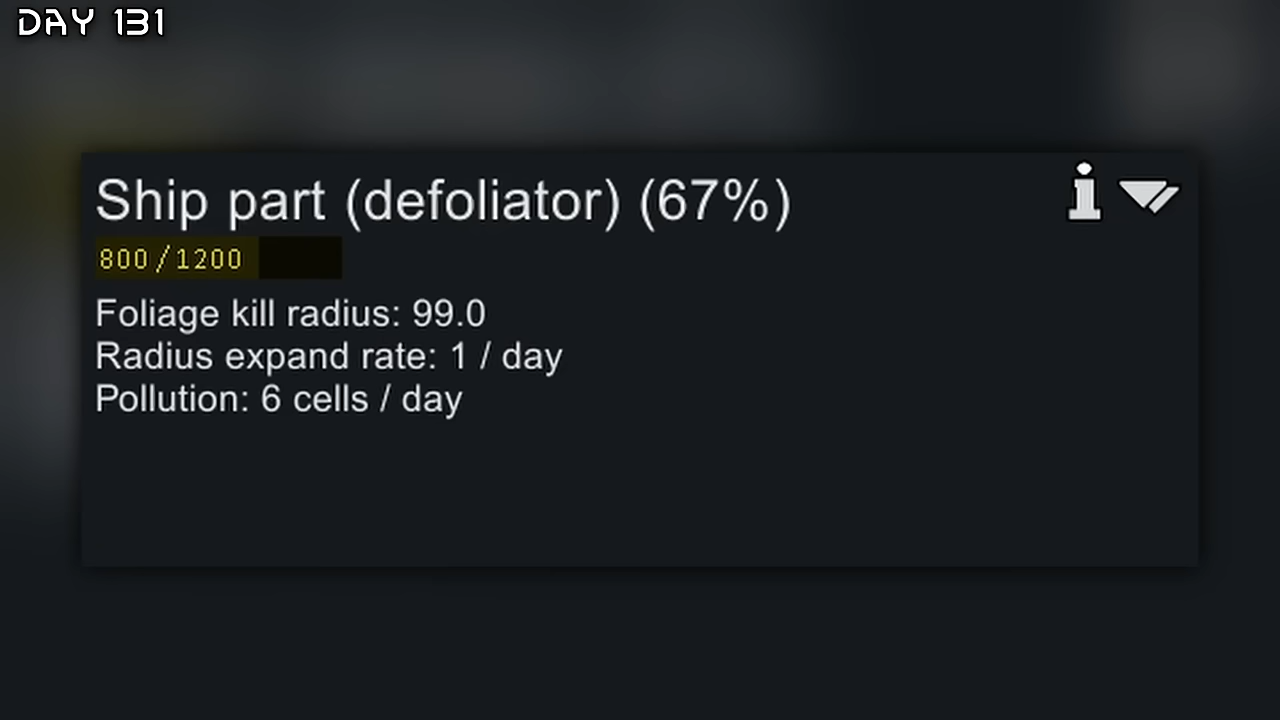 DAY 131
Ship part (defoliator) (67%)
800 / 1200
Foliage kill radius: 99.0
Radius expand rate: 1 / day
Pollution: 6 cells / day